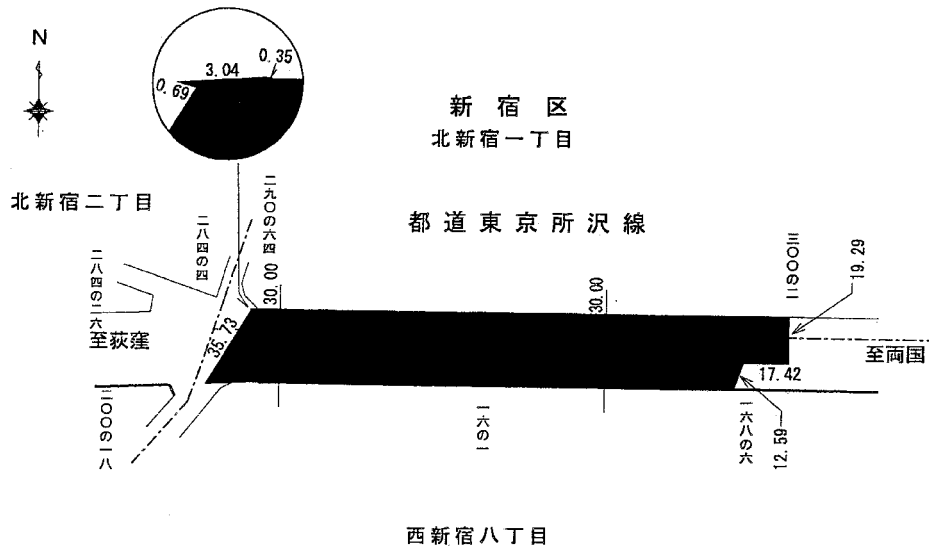 N
0.35
3.04
0.69
新宿区
北新宿一丁目
北新宿二丁目
都道東京所沢線
二九〇の六四
二八四の四
二八四の二六
至荻窪
30.00
30.00
三三〇〇の二
19.29
35.73
至両国
17.42
12.59
二〇〇の一八
一六の一
一六八の六
西新宿八丁目